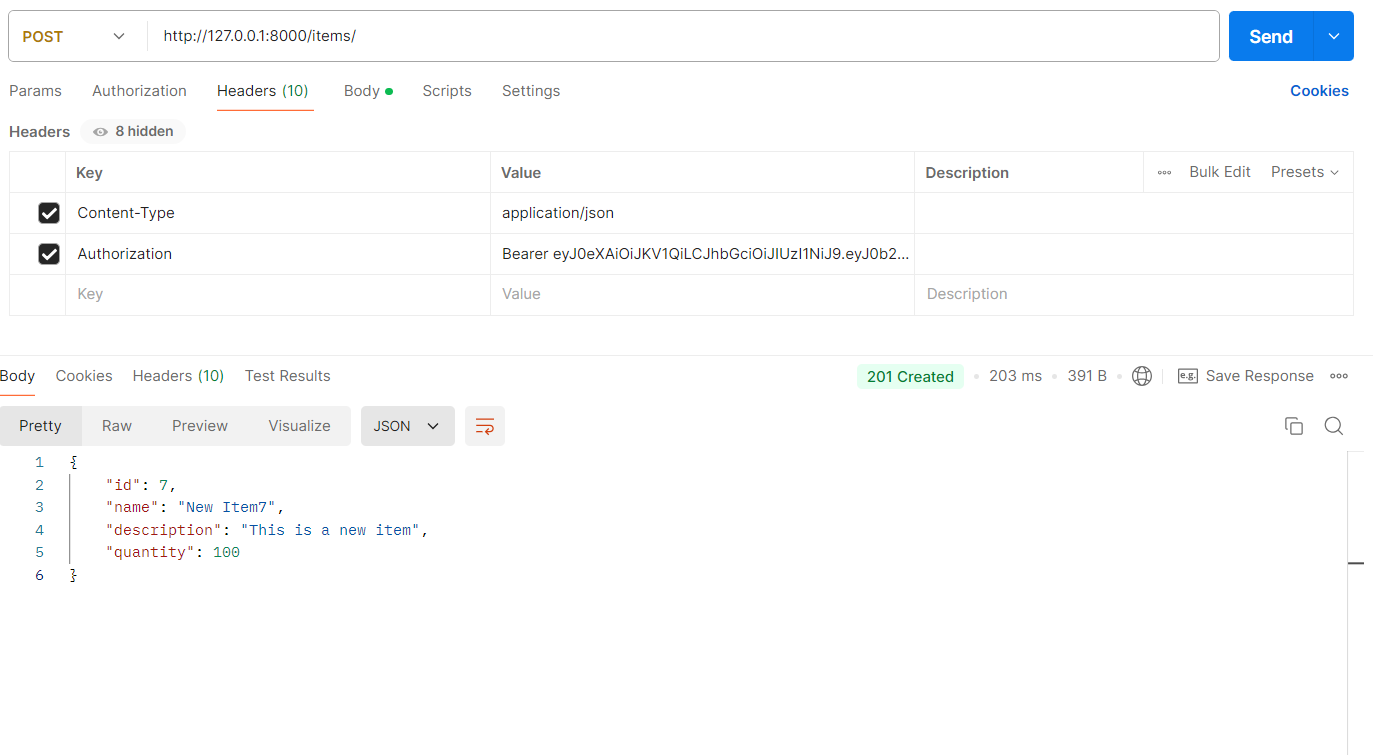 POST http://127.0.0.1:8000/items/ Send
Params Authorization Headers (10) Body Scripts Settings Cookies
Headers 8 hidden
Key Value Description Bulk Edit Presets
Content-Type application/json
Authorization Bearer eyJ0eXAiOiJKV1QiLCJhbGciOiJIUzI1NiJ9.eyJ0b2...
Key Value Description
Body Cookies Headers (10) Test Results 201 Created 203 ms 391 B e.g. Save Response
Pretty Raw Preview Visualize JSON
1 {
2 "id": 7,
3 "name": "New Item7",
4 "description": "This is a new item",
5 "quantity": 100
6 }